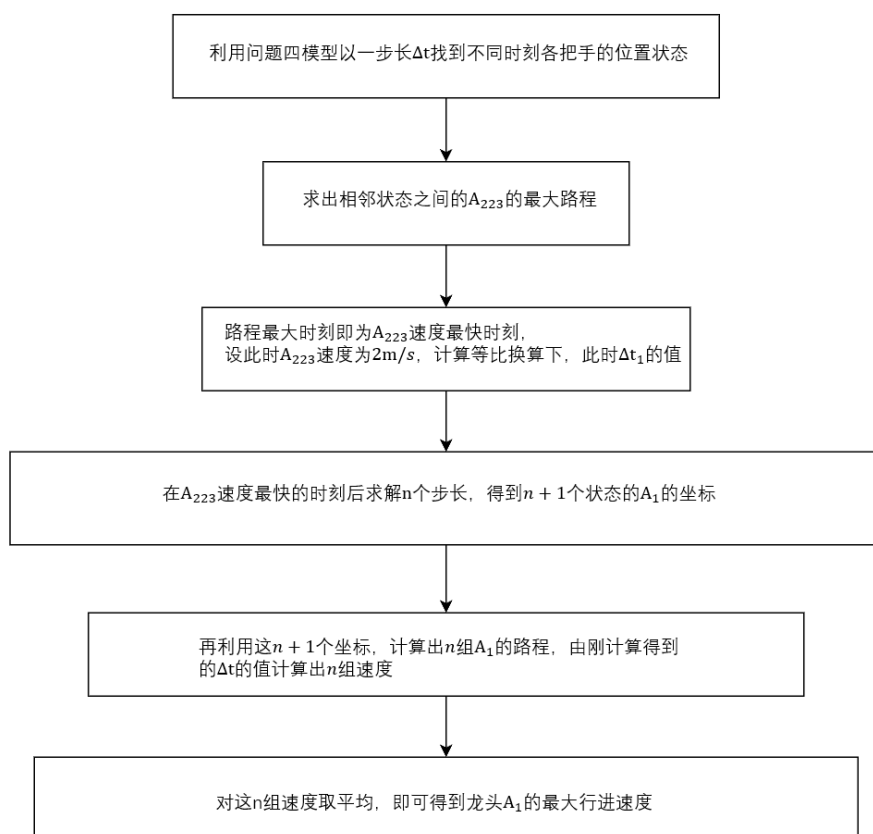 利用问题四模型以一步长Δt找到不同时刻各把手的位置状态
求出相邻状态之间的A₂₂₃的最大路程
路程最大时刻即为A₂₂₃速度最快时刻，
设此时A₂₂₃速度为2m/s，计算等比换算下，此时Δt₁的值
在A₂₂₃速度最快的时刻后求解n个步长，得到n + 1个状态的A₁的坐标
再利用这n + 1个坐标，计算出n组A₁的路程，由刚计算得到
的Δt的值计算出n组速度
对这n组速度取平均，即可得到龙头A₁的最大行进速度